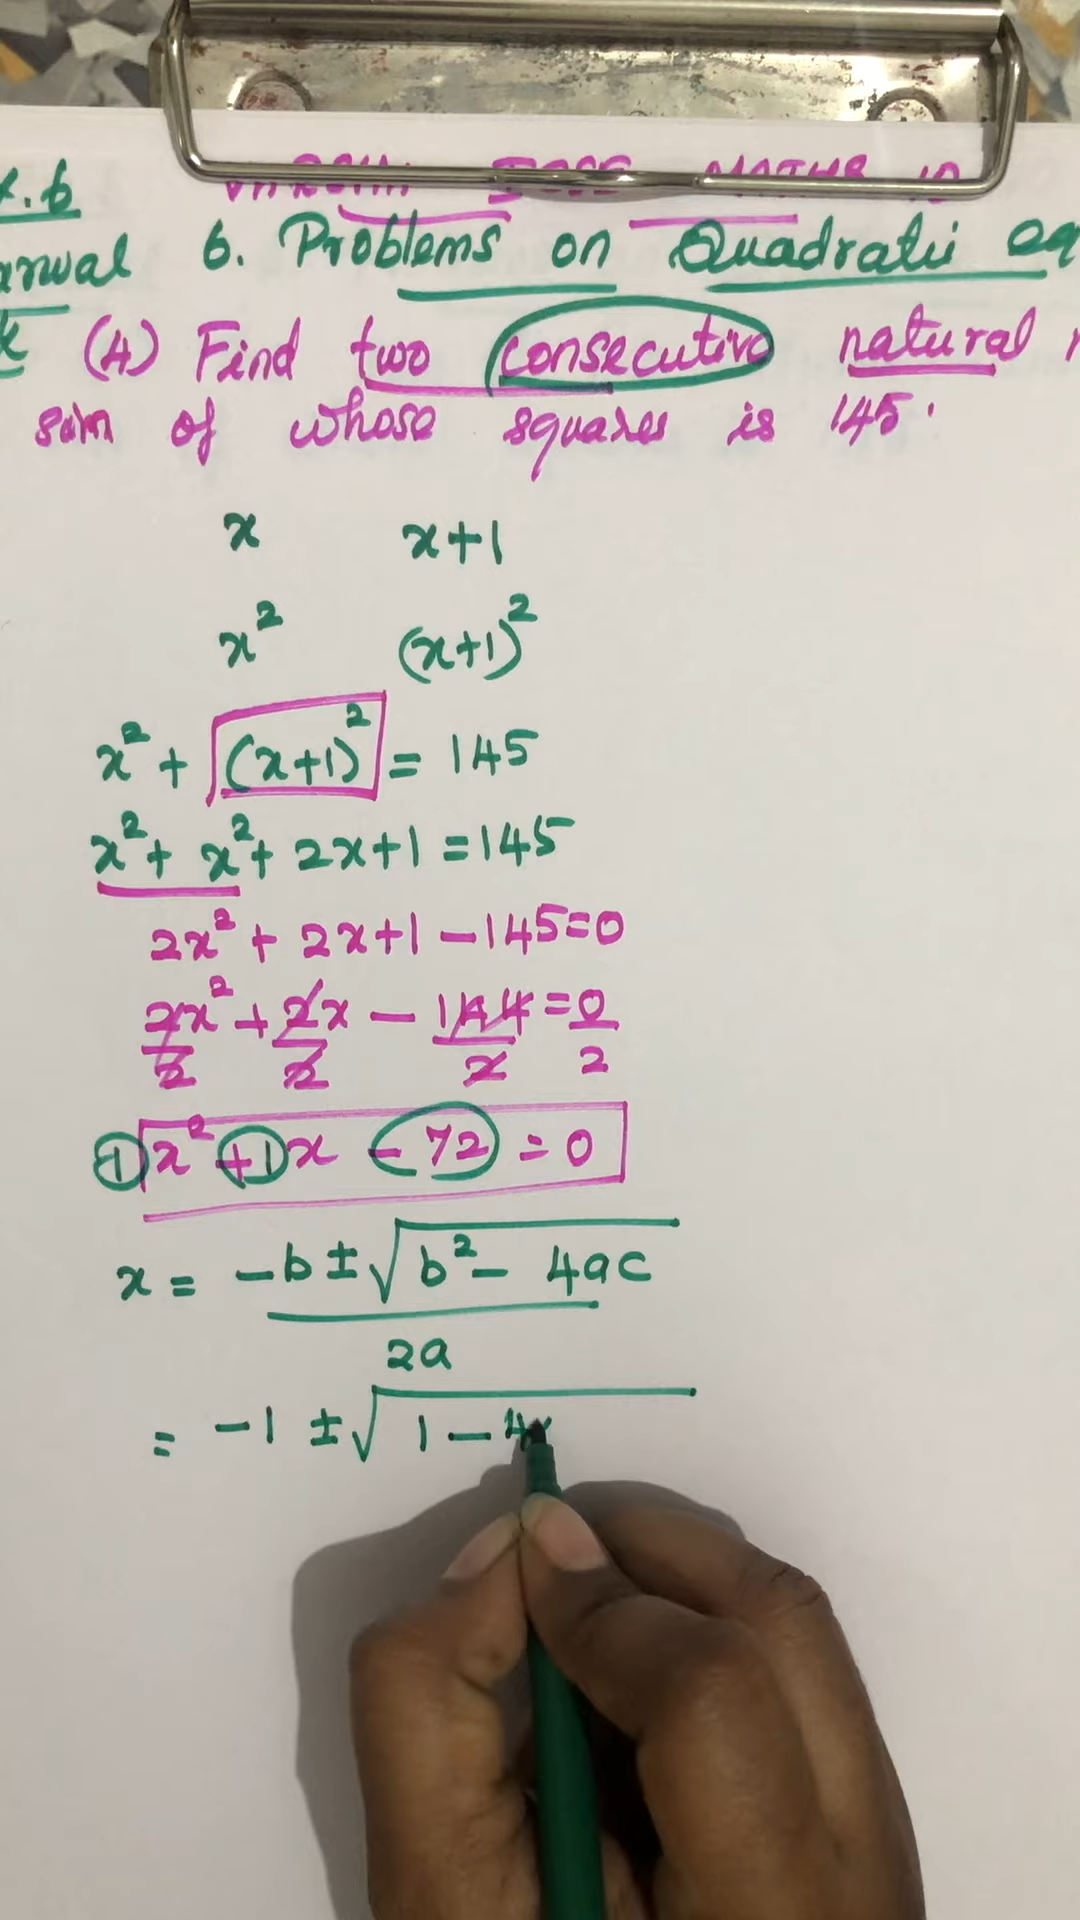 6. Problems on Quadratic
(4) Find two consecutive natural
sum of whose squares is 145.
x x+1
x² (x+1)²
x² + (x+1)² = 145
x² + x² + 2x+1 = 145
2x² + 2x+1 - 145=0
2x²/2 + 2x/2 - 144/2 = 0/2
1 x² +1x - 72 = 0
x = -b ± √b² - 4ac
2a
= -1 ± √1 - 4